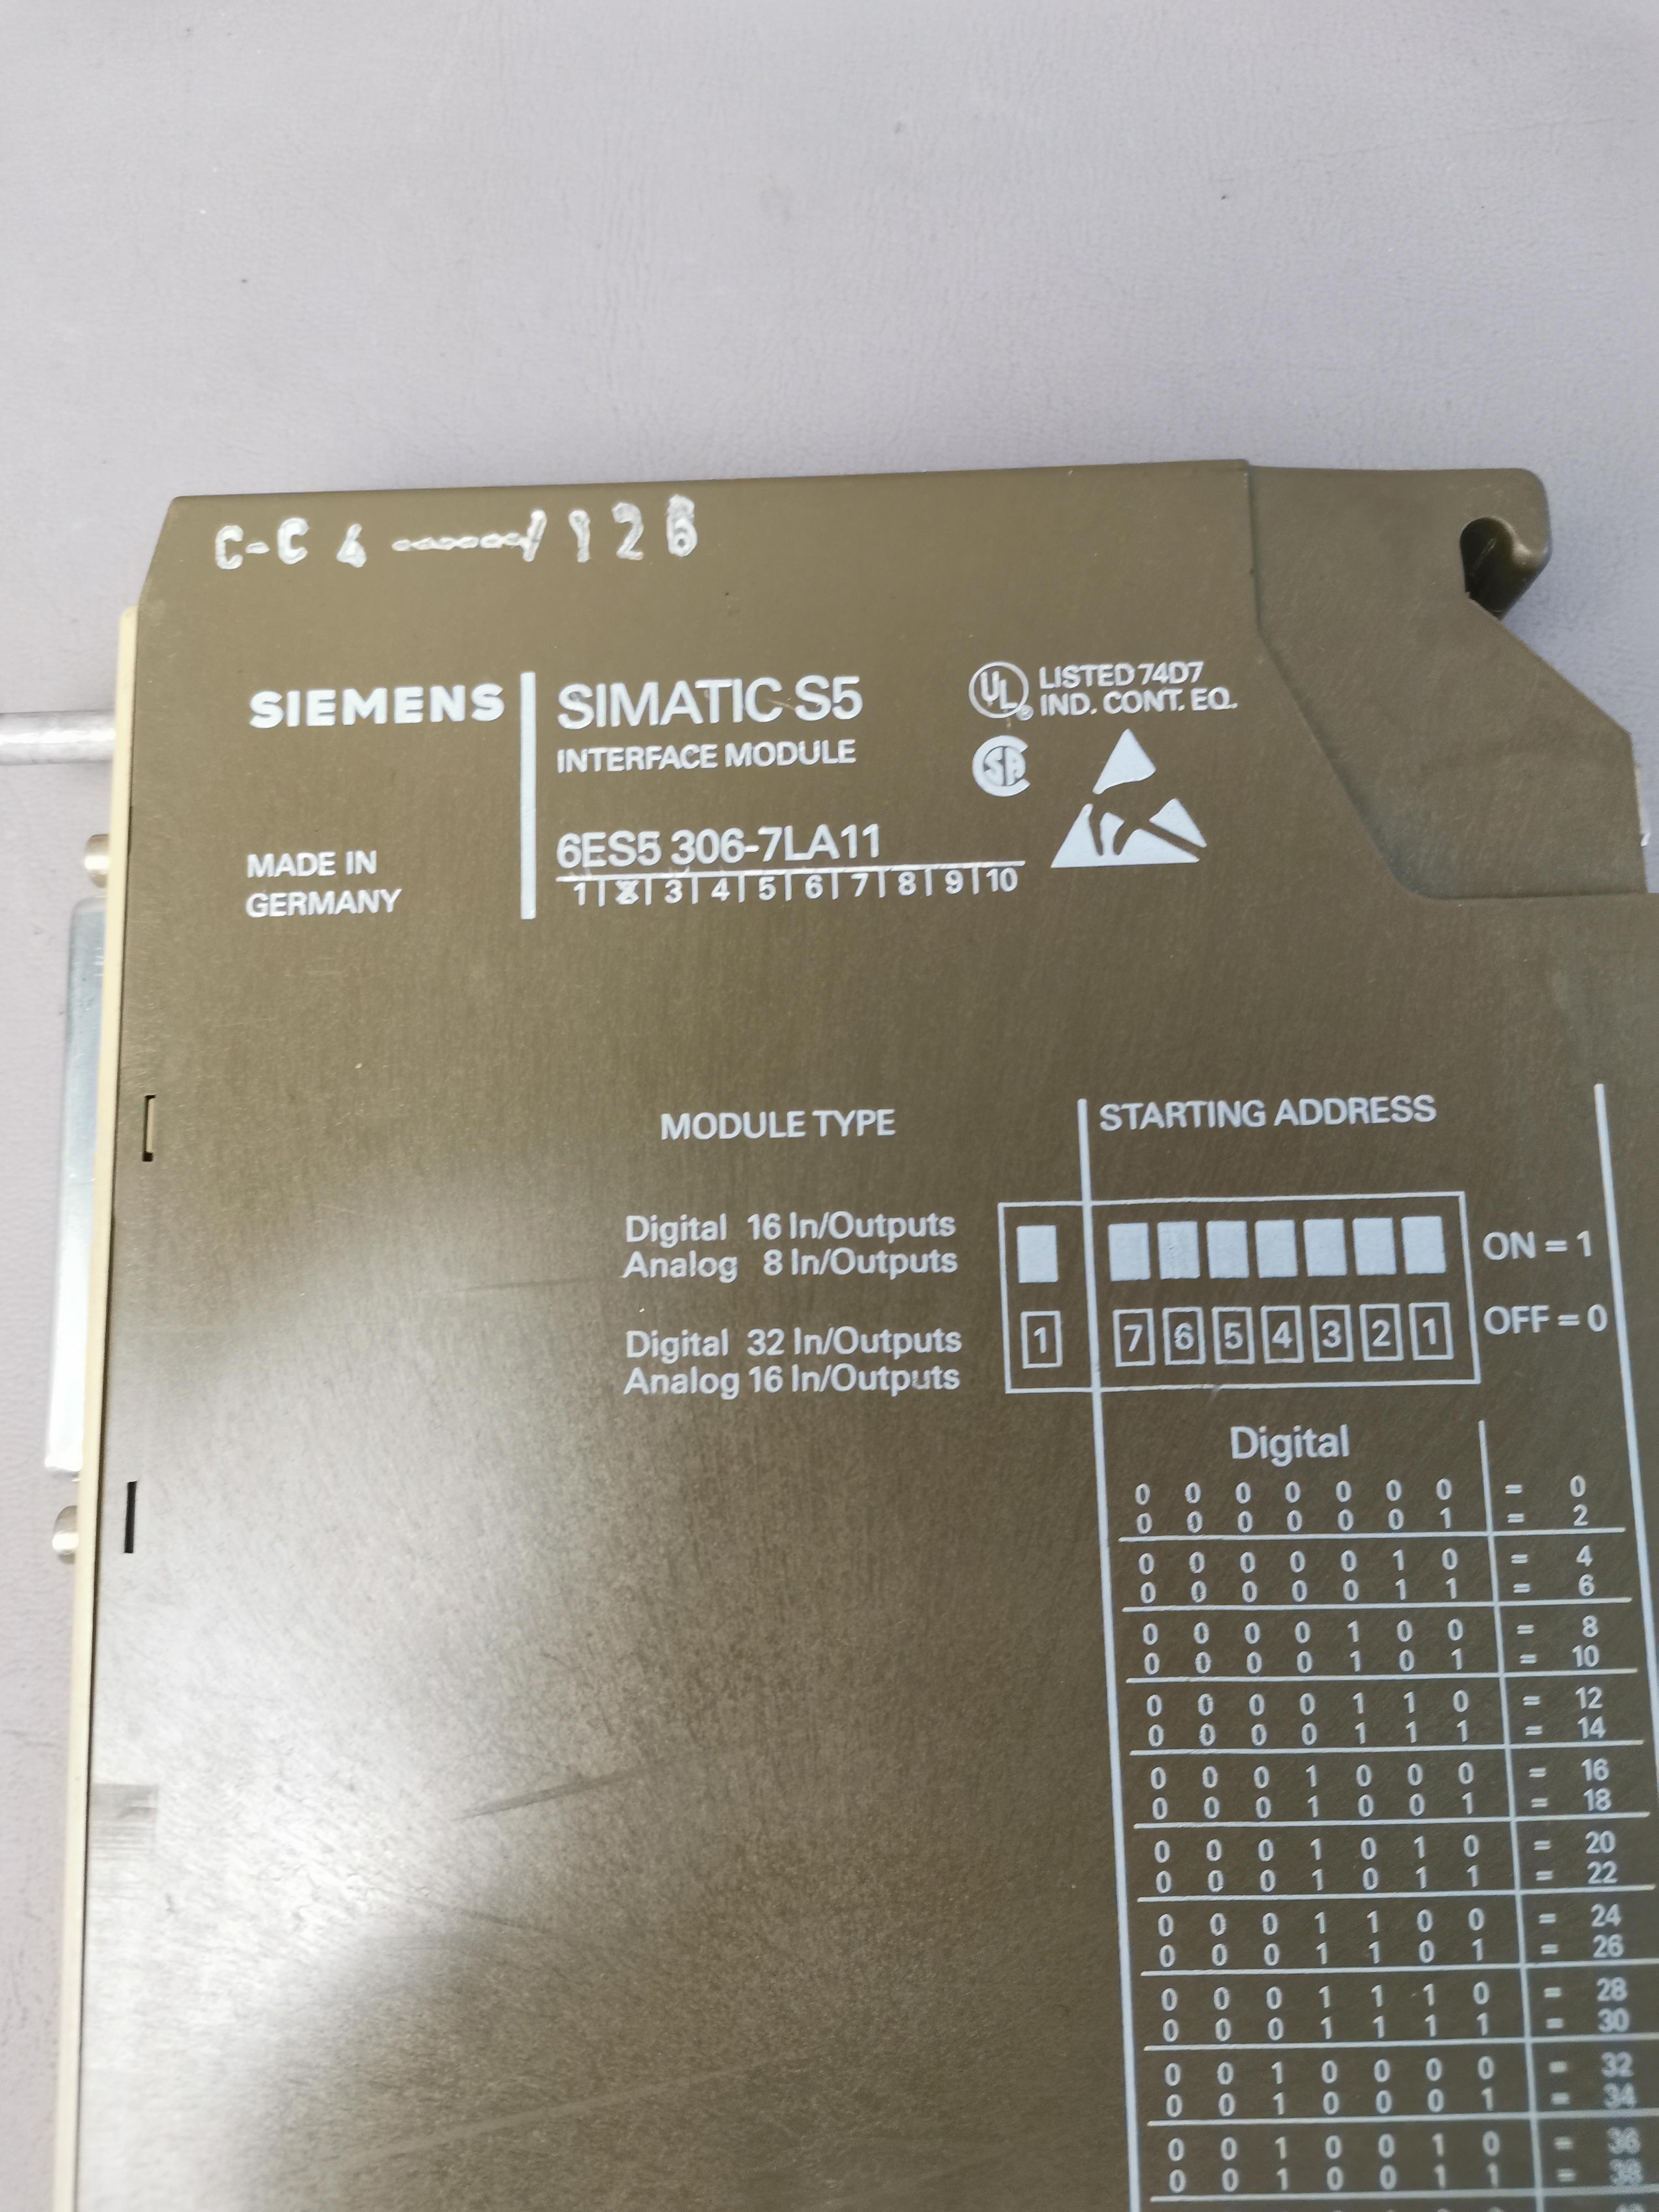 C-C 4 /126
SIEMENS
SIMATIC S5
INTERFACE MODULE
UL ® LISTED 74D7
IND. CONT. EQ.
SA
MADE IN
GERMANY
6ES5 306-7LA11
1| |3|4|5|6|7|8|9|10
MODULE TYPE
STARTING ADDRESS
Digital 16 In/Outputs
Analog 8 In/Outputs
ON = 1
Digital 32 In/Outputs
Analog 16 In/Outputs
1
7 6 5 4 3 2 1
OFF = 0
Digital
0 0 0 0 0 0 0 = 0
0 0 0 0 0 0 1 = 2
0 0 0 0 0 1 0 = 4
0 0 0 0 0 1 1 = 6
0 0 0 0 1 0 0 = 8
0 0 0 0 1 0 1 = 10
0 0 0 0 1 1 0 = 12
0 0 0 0 1 1 1 = 14
0 0 0 1 0 0 0 = 16
0 0 0 1 0 0 1 = 18
0 0 0 1 0 1 0 = 20
0 0 0 1 0 1 1 = 22
0 0 0 1 1 0 0 = 24
0 0 0 1 1 0 1 = 26
0 0 0 1 1 1 0 = 28
0 0 0 1 1 1 1 = 30
0 0 1 0 0 0 0 = 32
0 0 1 0 0 0 1 = 34
0 0 1 0 0 1 0 = 36
0 0 1 0 0 1 1 = 38